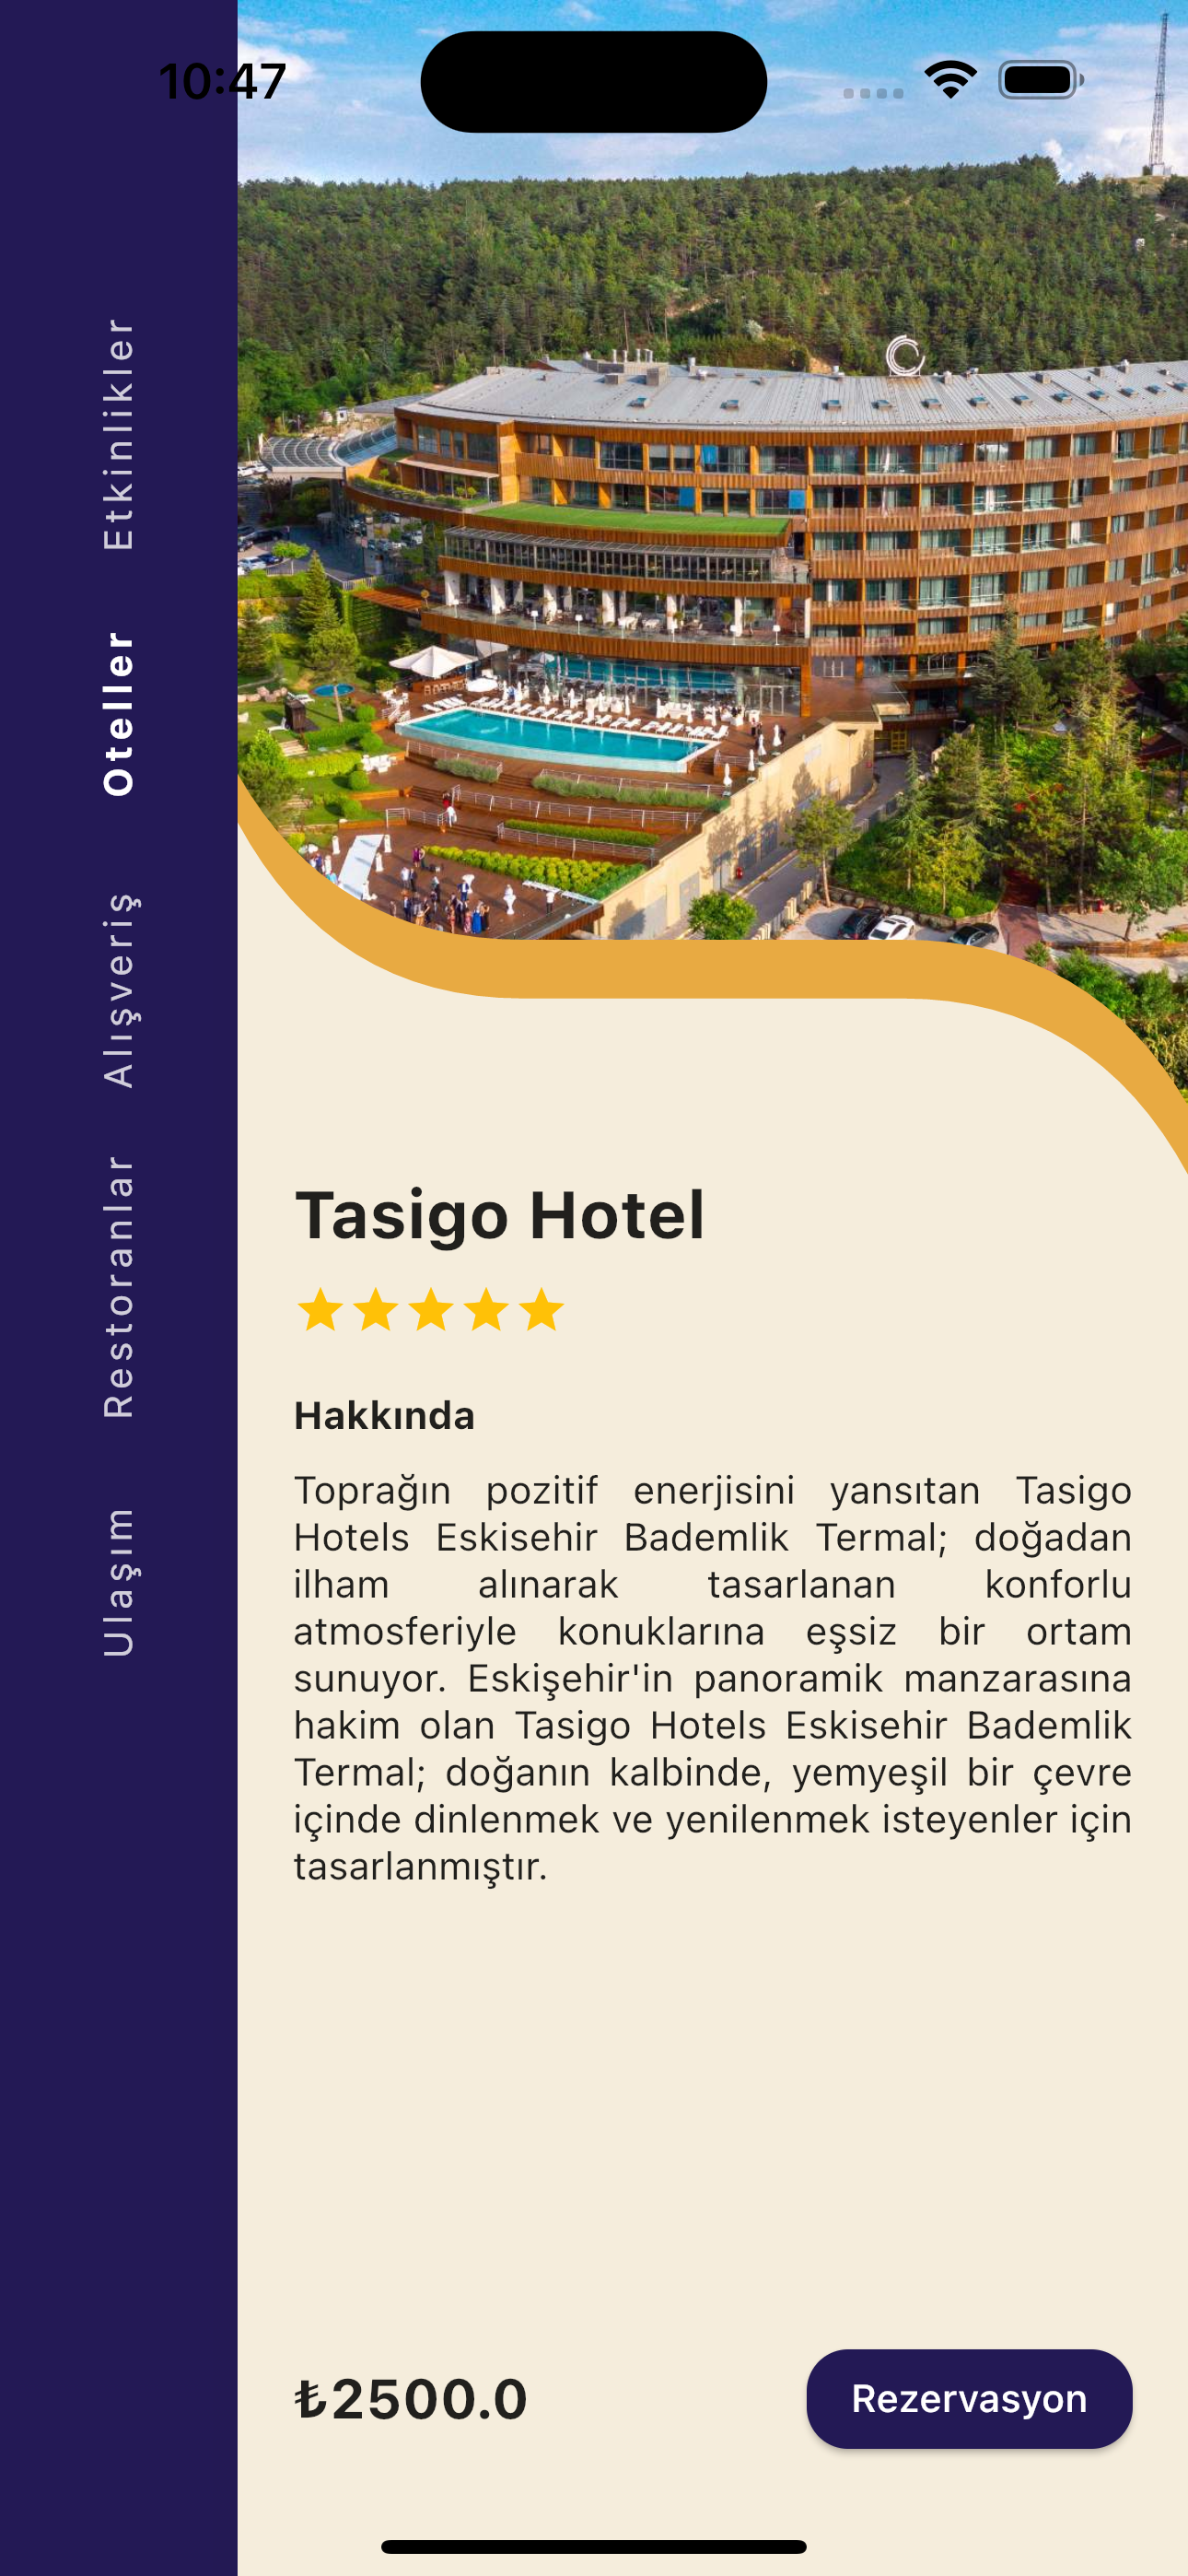 10:47
Etkinlikler
Oteller
Alışveriş
Restoranlar
Ulaşım
Tasigo Hotel
Hakkında
Toprağın pozitif enerjisini yansıtan Tasigo
Hotels Eskisehir Bademlik Termal; doğadan
ilham alınarak tasarlanan konforlu
atmosferiyle konuklarına eşsiz bir ortam
sunuyor. Eskişehir'in panoramik manzarasına
hakim olan Tasigo Hotels Eskisehir Bademlik
Termal; doğanın kalbinde, yemyeşil bir çevre
içinde dinlenmek ve yenilenmek isteyenler için
tasarlanmıştır.
₺2500.0
Rezervasyon